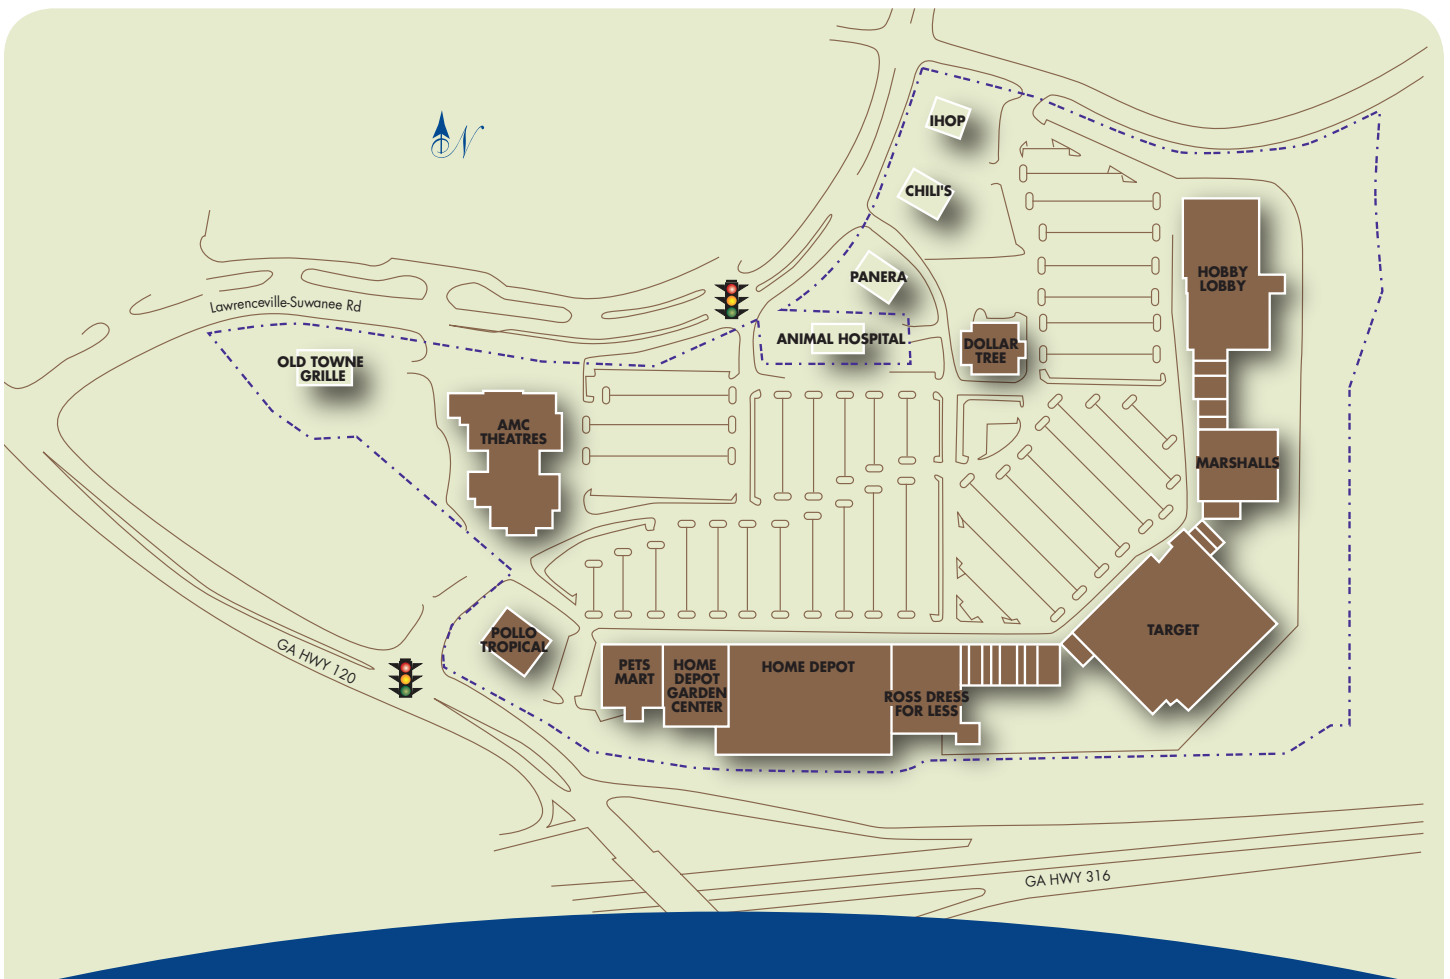 IHOP
N
CHILI'S
PANERA
HOBBY
LOBBY
Lawrenceville-Suwanee Rd
ANIMAL HOSPITAL
DOLLAR
TREE
OLD TOWNE
GRILLE
AMC
THEATRES
MARSHALLS
TARGET
POLLO
TROPICAL
GA HWY 120
PETS
MART
HOME
DEPOT
GARDEN
CENTER
HOME DEPOT
ROSS DRESS
FOR LESS
GA HWY 316